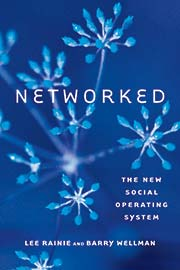 NETWORKED
THE NEW
SOCIAL
OPERATING
SYSTEM
LEE RAINIE AND BARRY WELLMAN